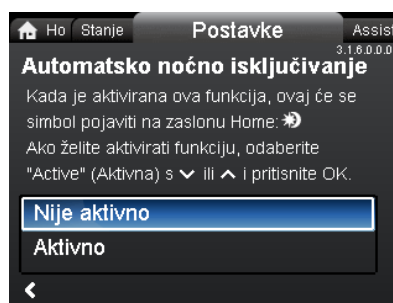 Ho Stanje Postavke Assist
3.1.6.0.0.0
Automatsko noćno isključivanje
Kada je aktivirana ova funkcija, ovaj će se
simbol pojaviti na zaslonu Home:
Ako želite aktivirati funkciju, odaberite
"Active" (Aktivna) s ili i pritisnite OK.
Nije aktivno
Aktivno